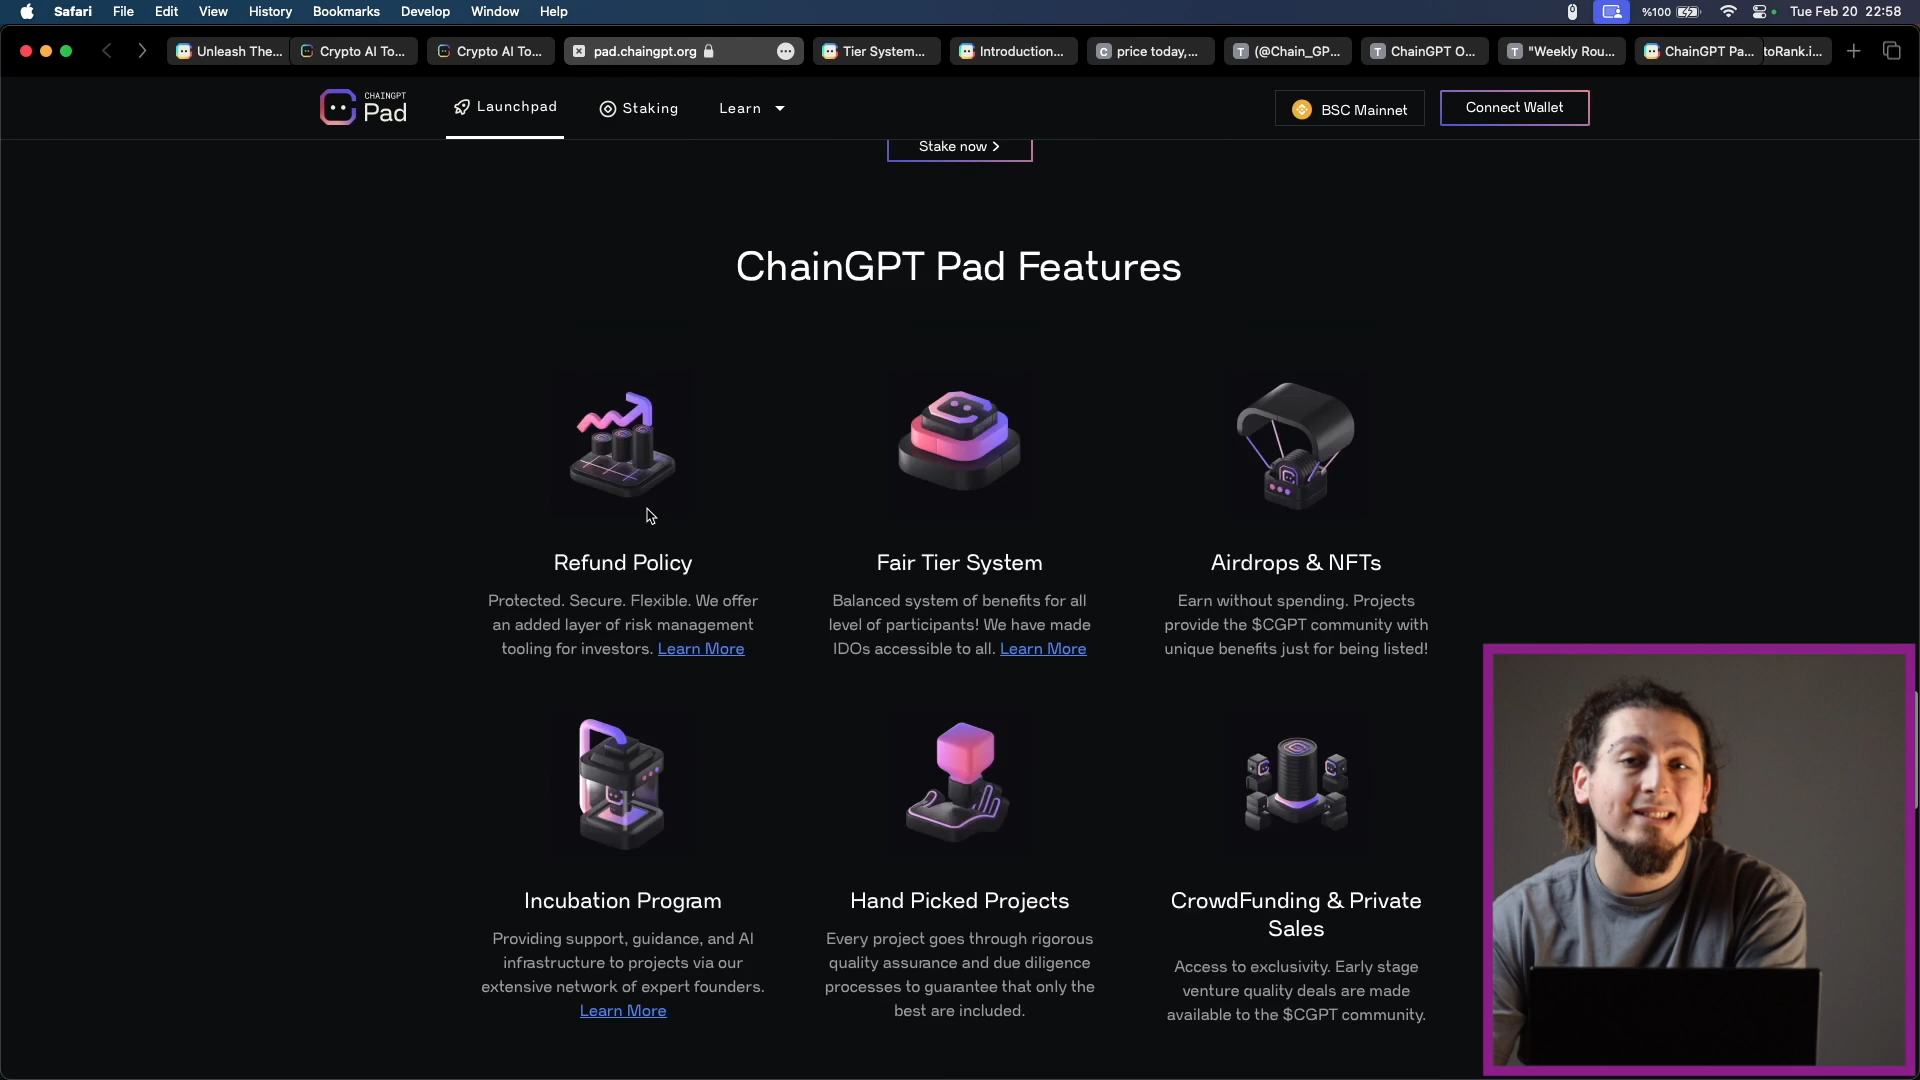 Safari File Edit View History Bookmarks Develop Window Help %100 Tue Feb 20 22:58
Unleash The... Crypto AI To... Crypto AI To... pad.chaingpt.org Tier System... Introduction... C price today,... T (@Chain_GP... T ChainGPT O... T "Weekly Rou... ChainGPT Pa... toRank.i...
CHAINGPT
Pad
Launchpad Staking Learn BSC Mainnet Connect Wallet
Stake now >
ChainGPT Pad Features
Refund Policy
Protected. Secure. Flexible. We offer
an added layer of risk management
tooling for investors. Learn More
Fair Tier System
Balanced system of benefits for all
level of participants! We have made
IDOs accessible to all. Learn More
Airdrops & NFTs
Earn without spending. Projects
provide the $CGPT community with
unique benefits just for being listed!
Incubation Program
Providing support, guidance, and AI
infrastructure to projects via our
extensive network of expert founders.
Learn More
Hand Picked Projects
Every project goes through rigorous
quality assurance and due diligence
processes to guarantee that only the
best are included.
CrowdFunding & Private
Sales
Access to exclusivity. Early stage
venture quality deals are made
available to the $CGPT community.